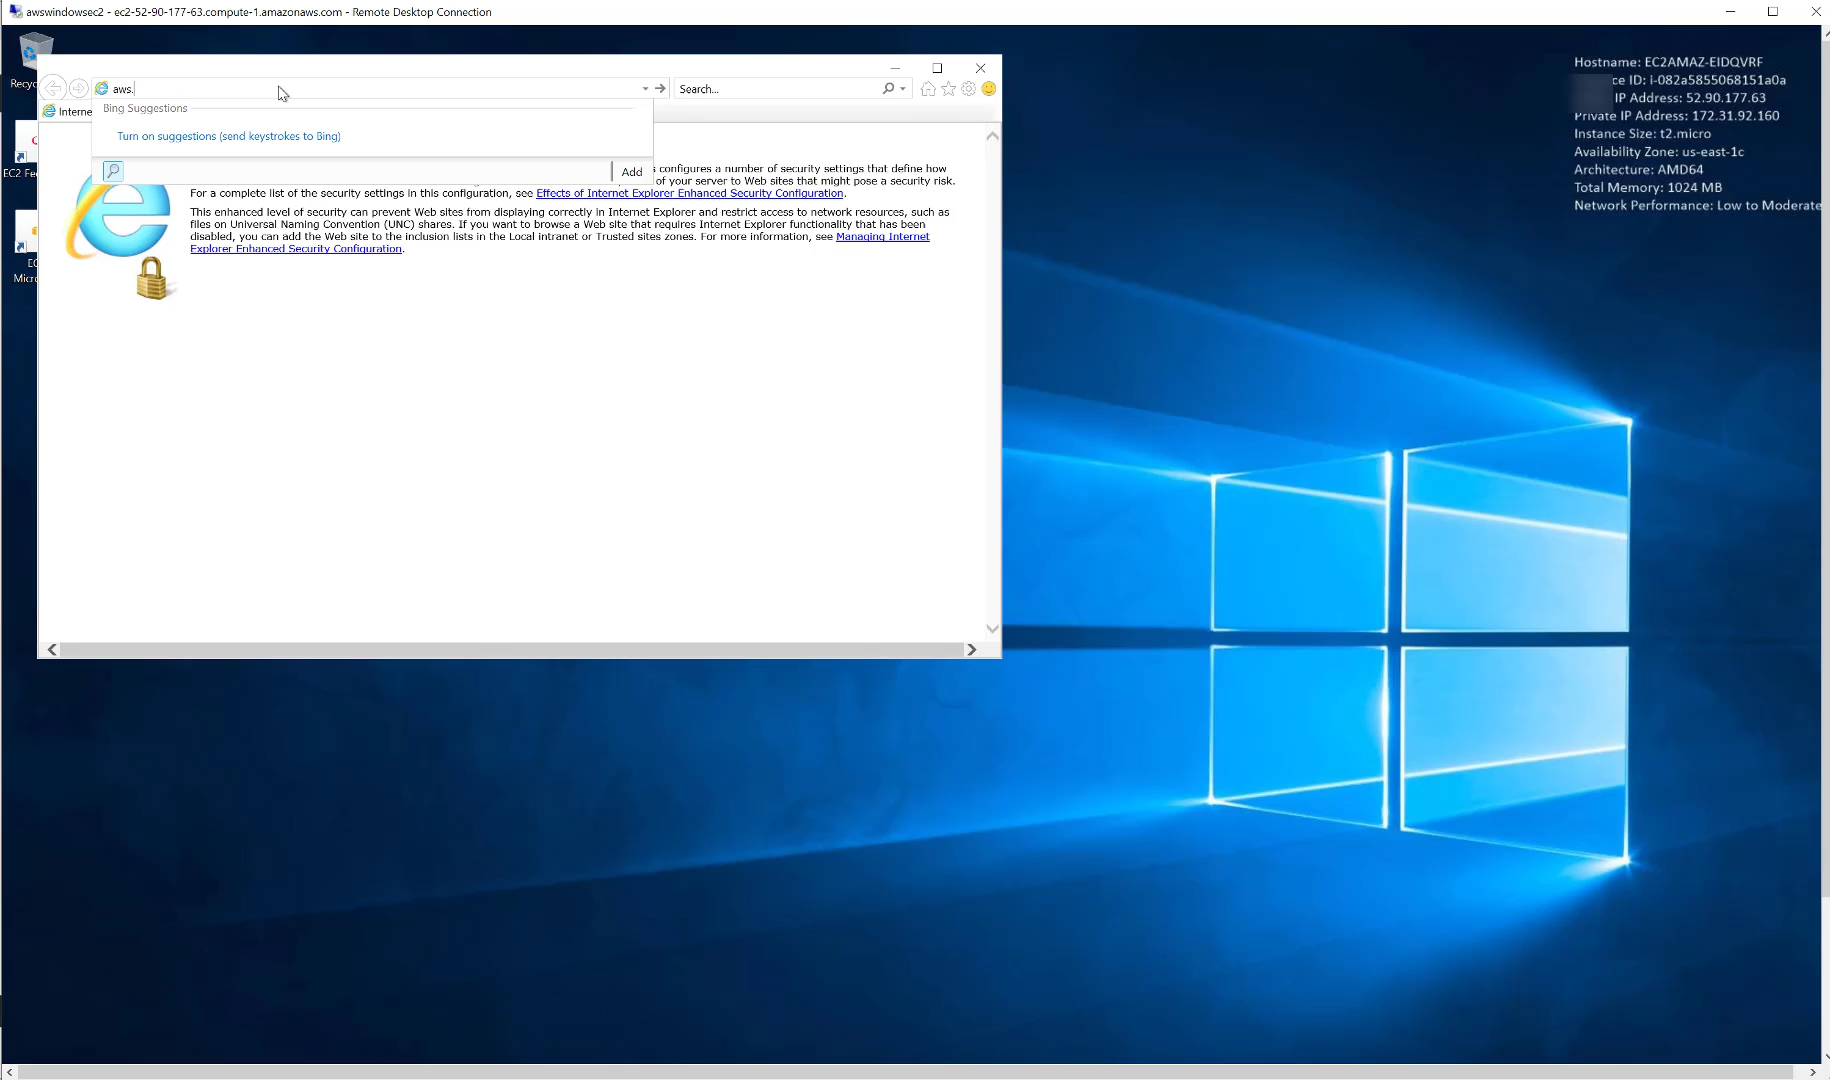 awswindowsec2 - ec2-52-90-177-63.compute-1.amazonaws.com - Remote Desktop Connection
Recyc
aws.
Search...
Interne
Bing Suggestions
Turn on suggestions (send keystrokes to Bing)
Add
s configures a number of security settings that define how
of your server to Web sites that might pose a security risk.
For a complete list of the security settings in this configuration, see Effects of Internet Explorer Enhanced Security Configuration.
This enhanced level of security can prevent Web sites from displaying correctly in Internet Explorer and restrict access to network resources, such as
files on Universal Naming Convention (UNC) shares. If you want to browse a Web site that requires Internet Explorer functionality that has been
disabled, you can add the Web site to the inclusion lists in the Local intranet or Trusted sites zones. For more information, see Managing Internet
Explorer Enhanced Security Configuration.
EC2 Fee
EC
Micro
Hostname: EC2AMAZ-EIDQVRF
ce ID: i-082a5855068151a0a
IP Address: 52.90.177.63
Private IP Address: 172.31.92.160
Instance Size: t2.micro
Availability Zone: us-east-1c
Architecture: AMD64
Total Memory: 1024 MB
Network Performance: Low to Moderate